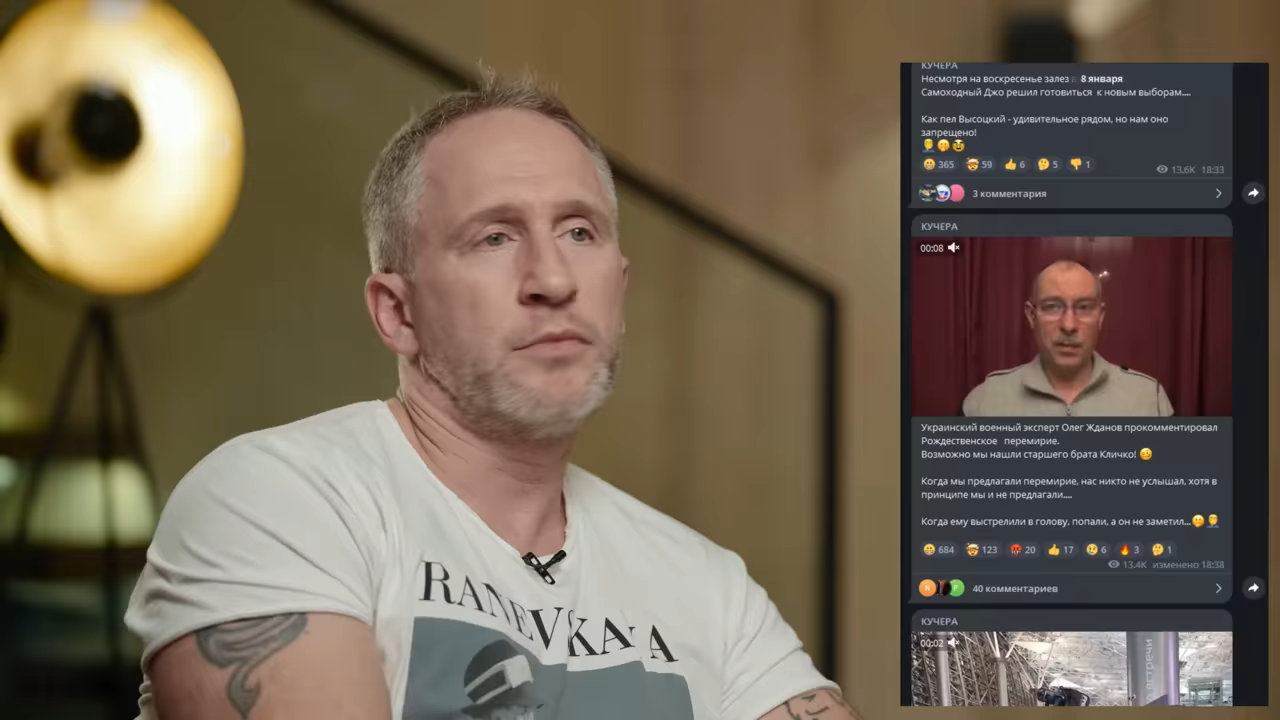 RANEVSKAYA
КУЧЕРА
Несмотря на воскресенье залез в 8 января
Самоходный Джо решил готовиться к новым выборам....
Как пел Высоцкий - удивительное рядом, но нам оно
запрещено!
365 59 6 5 1
13.6K 18:33
3 комментария
КУЧЕРА
00:08
Украинский военный эксперт Олег Жданов прокомментировал
Рождественское перемирие.
Возможно мы нашли старшего брата Кличко!
Когда мы предлагали перемирие, нас никто не услышал, хотя в
принципе мы и не предлагали....
Когда ему выстрелили в голову, попали, а он не заметил...
684 123 20 17 6 3 1
13.4K изменено 18:38
40 комментариев
КУЧЕРА
00:02